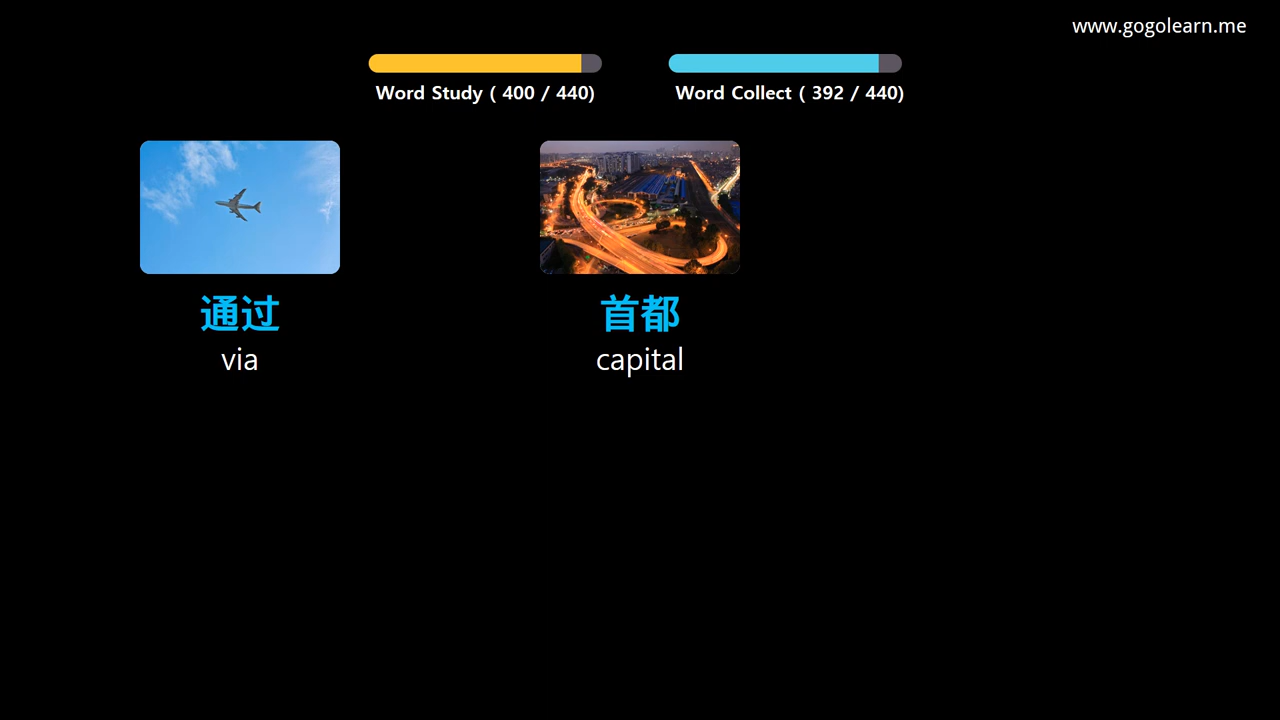 www.gogolearn.me
Word Study ( 400 / 440)
Word Collect ( 392 / 440)
通过
via
首都
capital